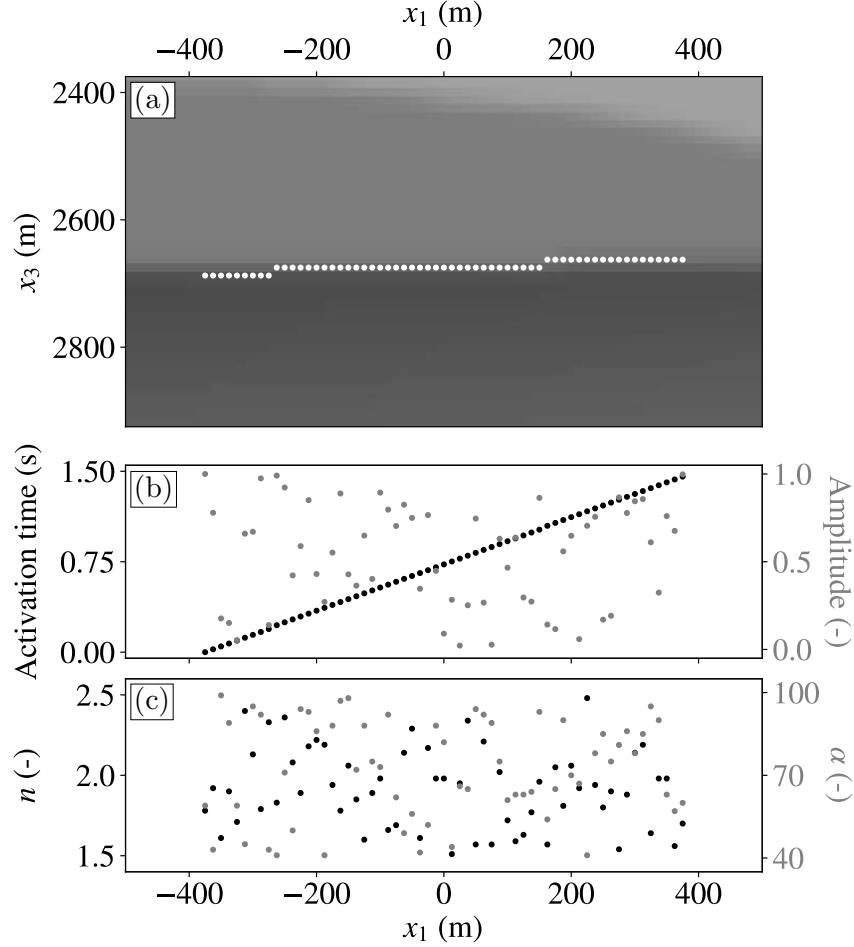 x₁ (m)
−400 −200 0 200 400
(a)
x₃ (m)
2400
2600
2800
(b)
Activation time (s)
1.50
0.75
0.00
Amplitude (-)
1.0
0.5
0.0
(c)
n (-)
2.5
2.0
1.5
α (-)
100
70
40
−400 −200 0 200 400
x₁ (m)